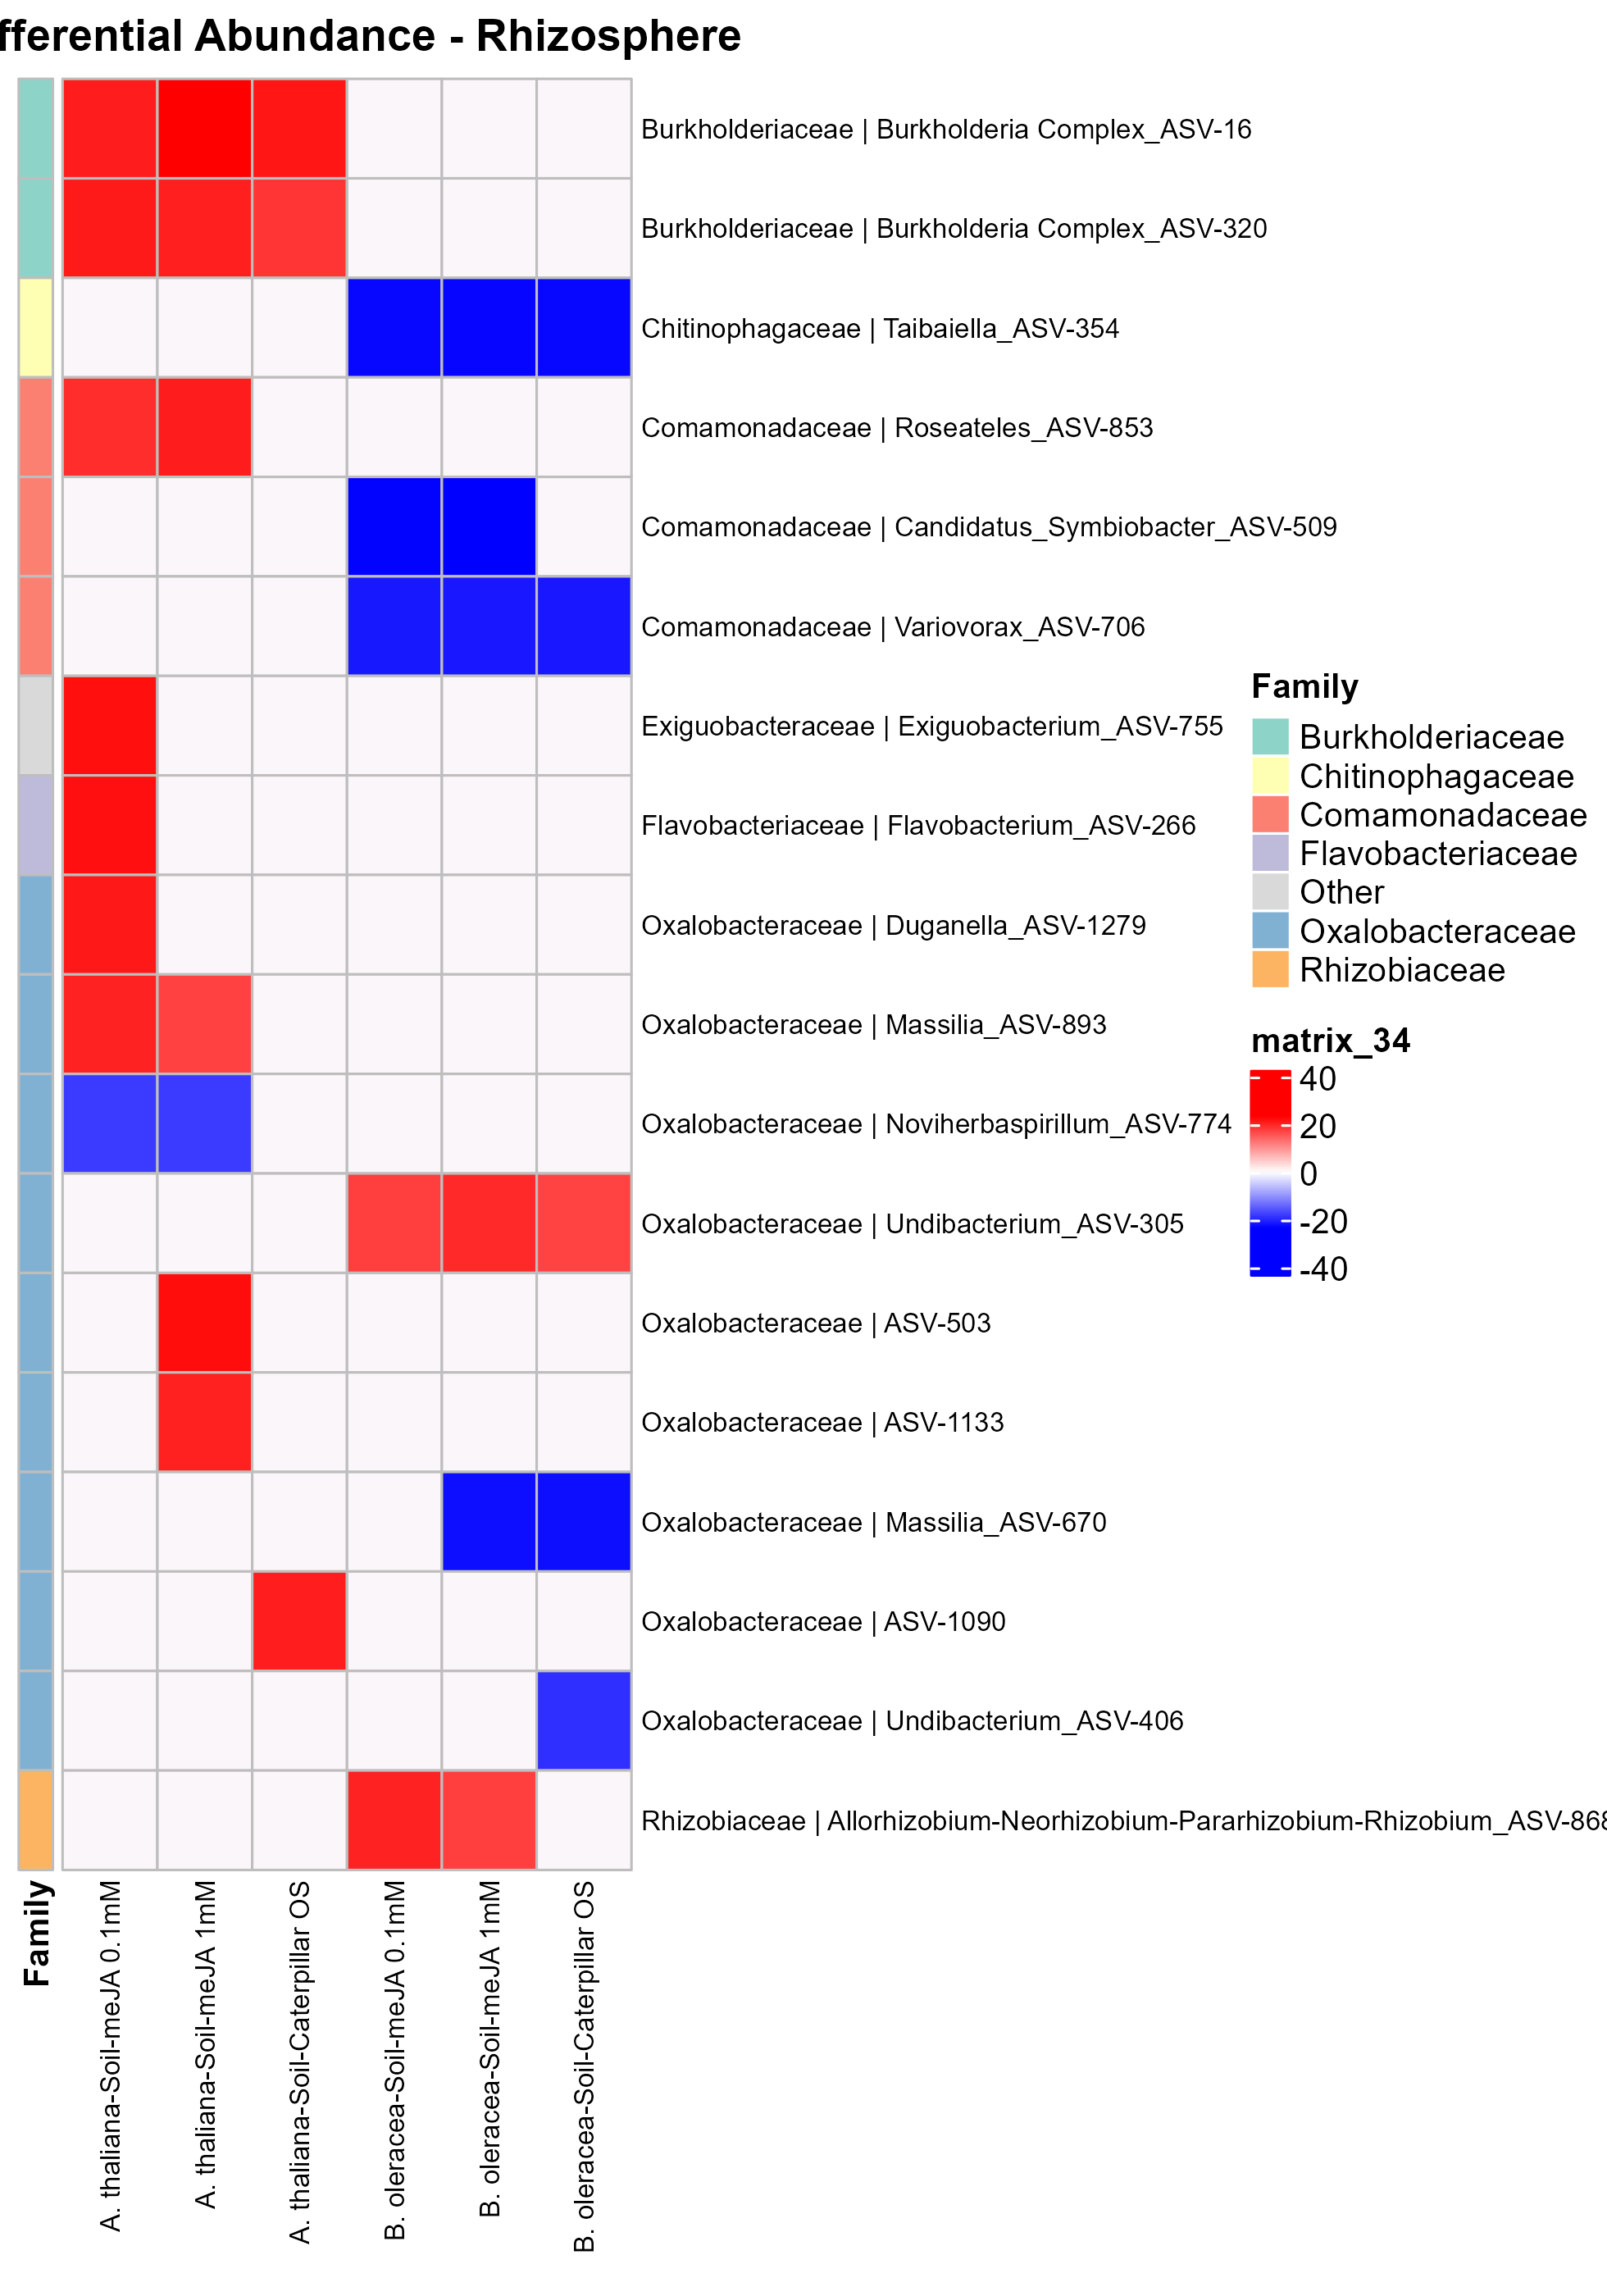 fferential Abundance - Rhizosphere
Burkholderiaceae | Burkholderia Complex_ASV-16
Burkholderiaceae | Burkholderia Complex_ASV-320
Chitinophagaceae | Taibaiella_ASV-354
Comamonadaceae | Roseateles_ASV-853
Comamonadaceae | Candidatus_Symbiobacter_ASV-509
Comamonadaceae | Variovorax_ASV-706
Exiguobacteraceae | Exiguobacterium_ASV-755
Flavobacteriaceae | Flavobacterium_ASV-266
Oxalobacteraceae | Duganella_ASV-1279
Oxalobacteraceae | Massilia_ASV-893
Oxalobacteraceae | Noviherbaspirillum_ASV-774
Oxalobacteraceae | Undibacterium_ASV-305
Oxalobacteraceae | ASV-503
Oxalobacteraceae | ASV-1133
Oxalobacteraceae | Massilia_ASV-670
Oxalobacteraceae | ASV-1090
Oxalobacteraceae | Undibacterium_ASV-406
Rhizobiaceae | Allorhizobium-Neorhizobium-Pararhizobium-Rhizobium_ASV-868
Family
A. thaliana-Soil-meJA 0.1mM
A. thaliana-Soil-meJA 1mM
A. thaliana-Soil-Caterpillar OS
B. oleracea-Soil-meJA 0.1mM
B. oleracea-Soil-meJA 1mM
B. oleracea-Soil-Caterpillar OS
Family
Burkholderiaceae
Chitinophagaceae
Comamonadaceae
Flavobacteriaceae
Other
Oxalobacteraceae
Rhizobiaceae
matrix_34
40
20
0
-20
-40